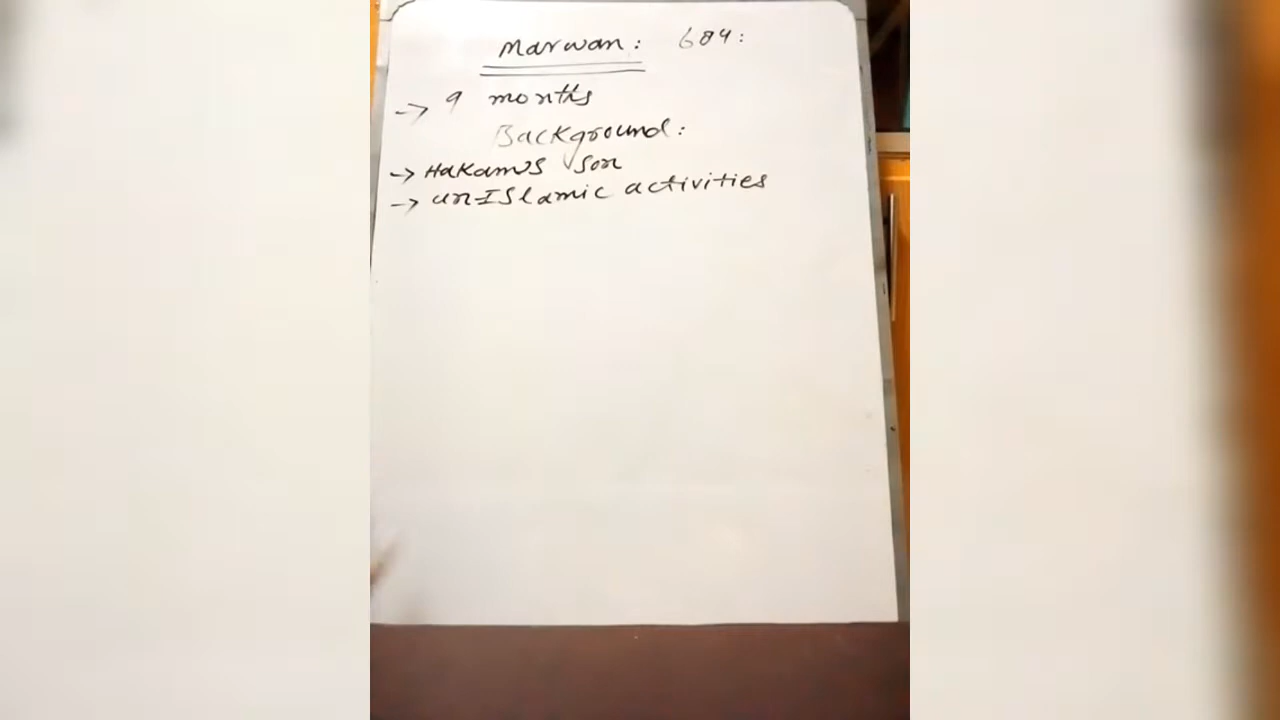 Marwan: 684:
→ 9 months
Background:
→ Hakam's son
→ un-Islamic activities